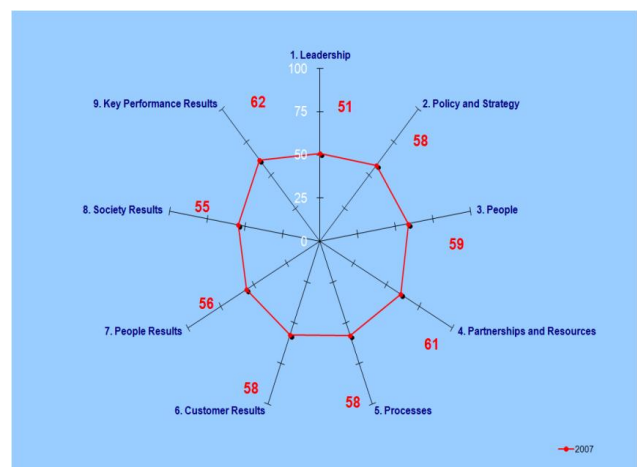 1. Leadership
100
9. Key Performance Results
62
51
2. Policy and Strategy
75
58
50
8. Society Results
55
25
3. People
0
59
56
7. People Results
61
4. Partnerships and Resources
58
58
6. Customer Results
5. Processes
2007